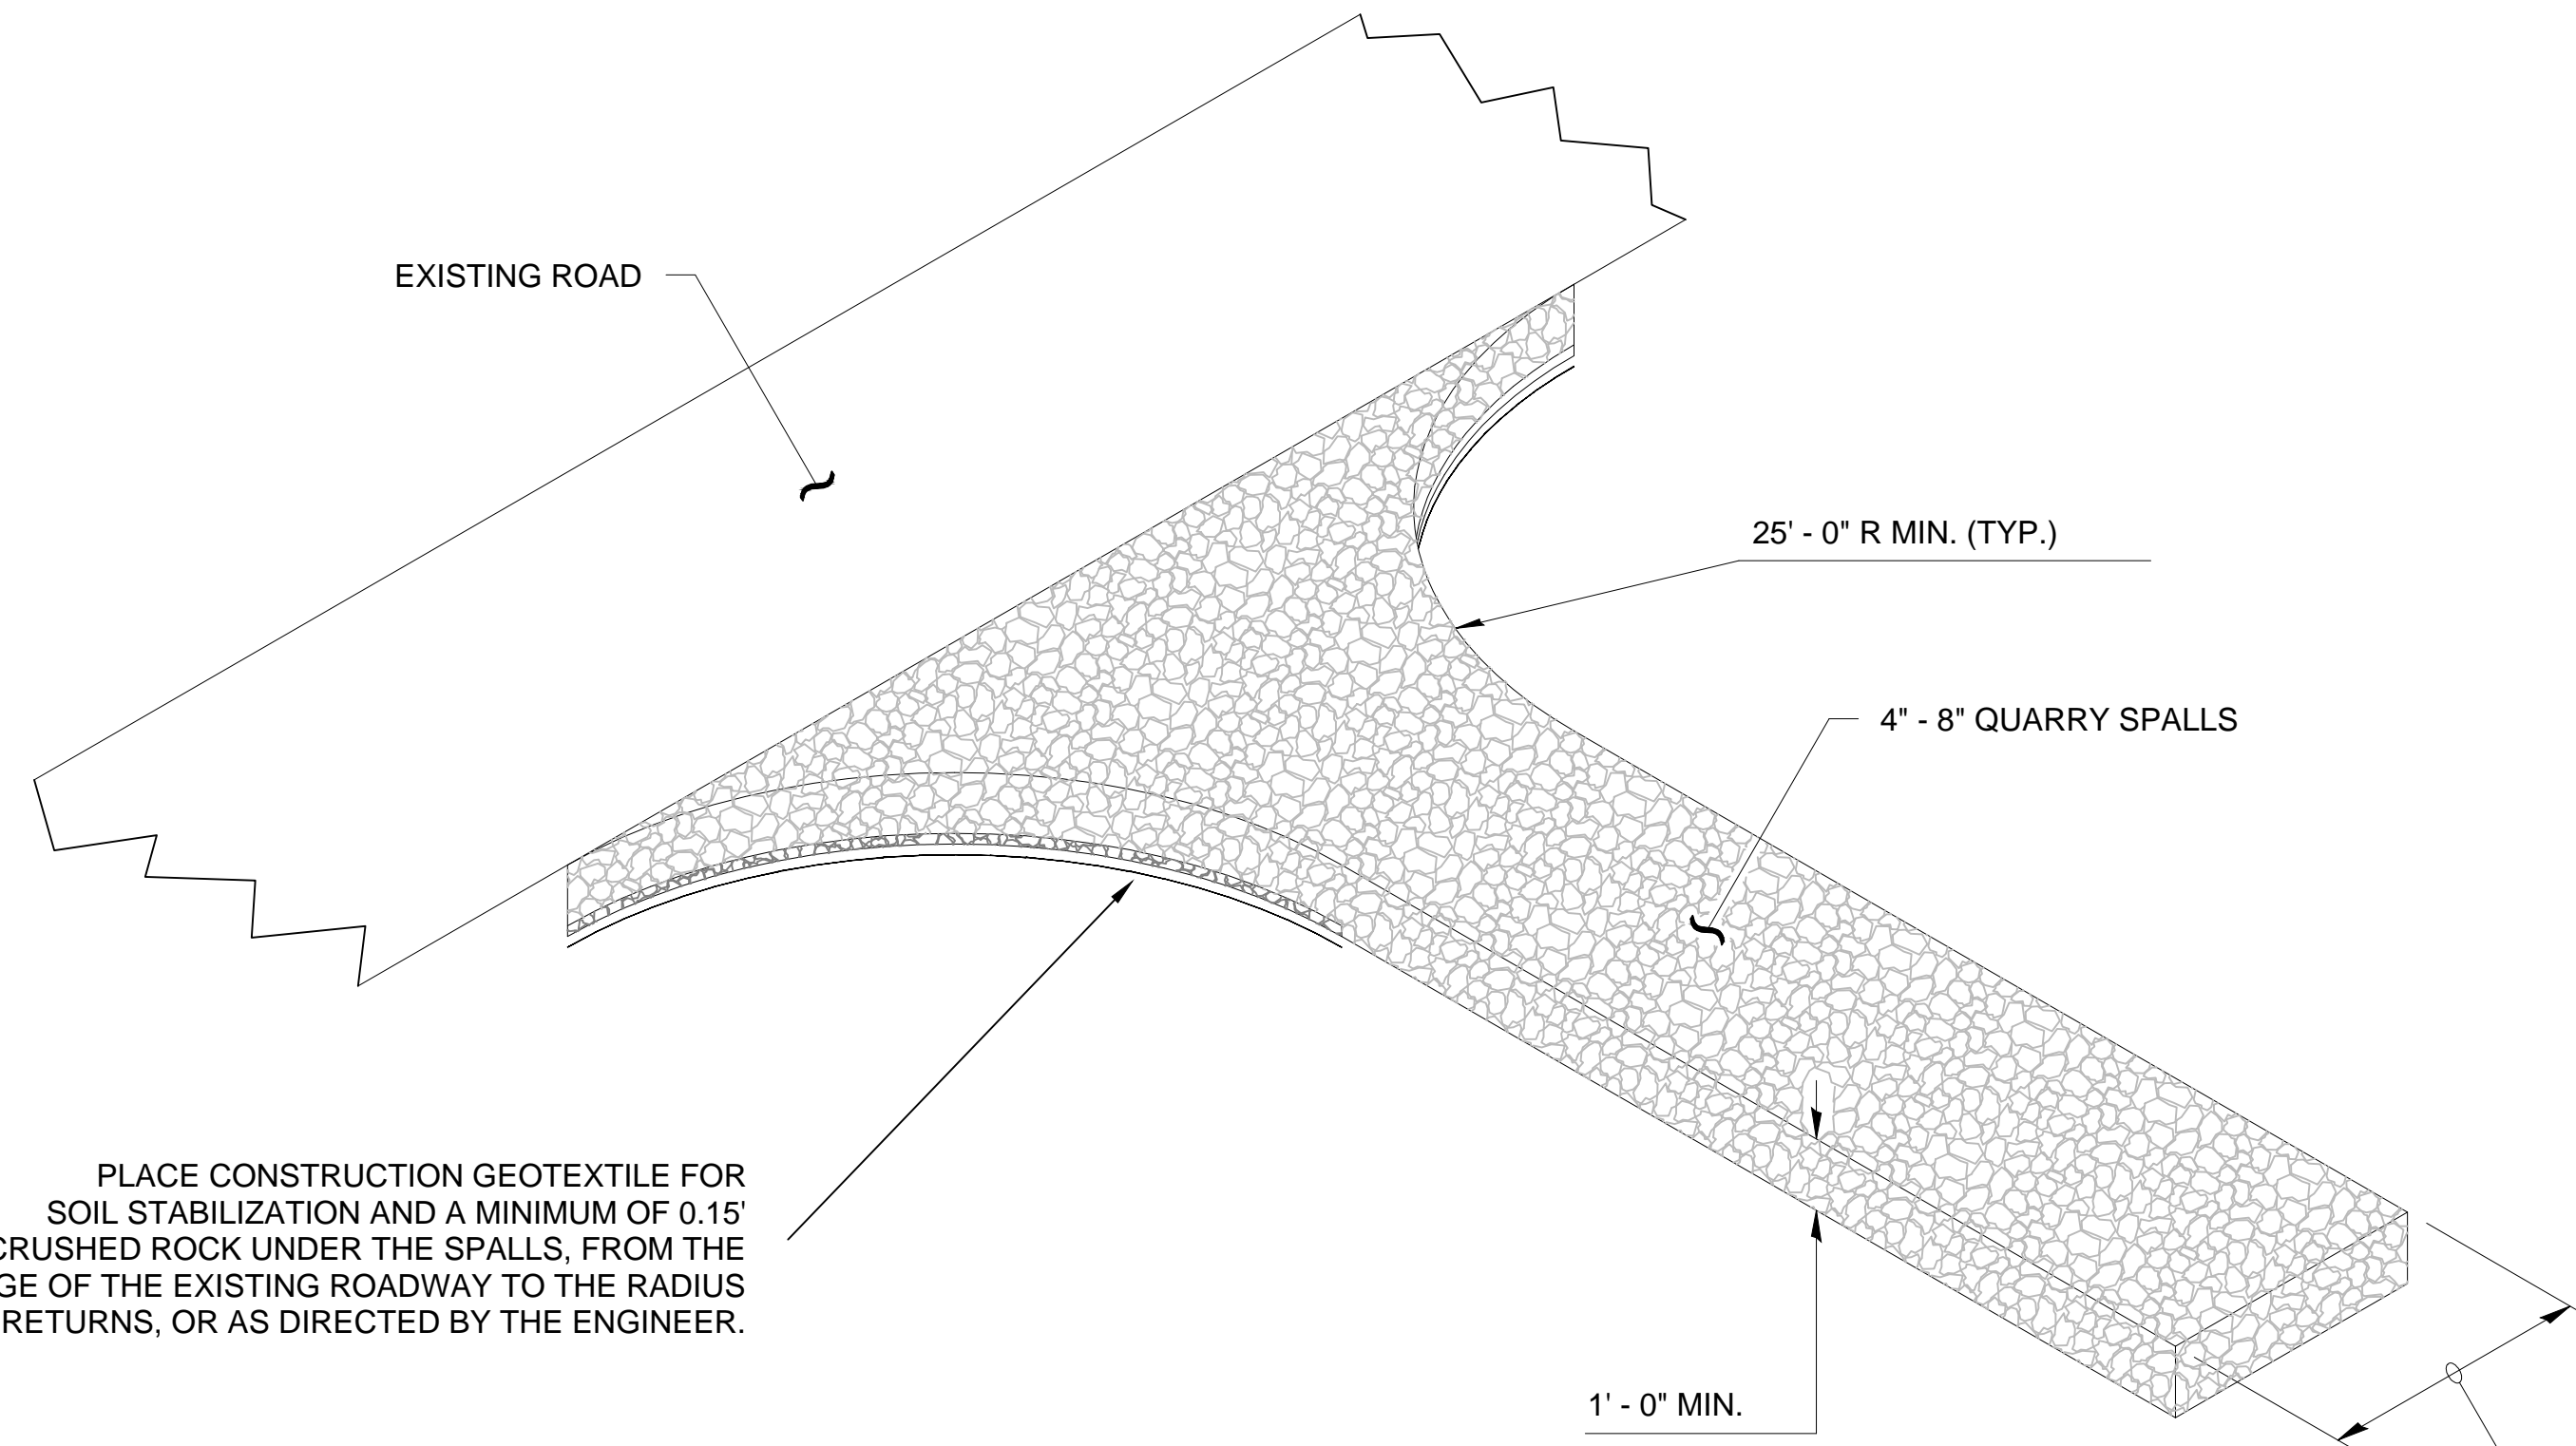 EXISTING ROAD
25' - 0" R MIN. (TYP.)
4" - 8" QUARRY SPALLS
PLACE CONSTRUCTION GEOTEXTILE FOR
SOIL STABILIZATION AND A MINIMUM OF 0.15'
CRUSHED ROCK UNDER THE SPALLS, FROM THE
OF THE EXISTING ROADWAY TO THE RADIUS
RETURNS, OR AS DIRECTED BY THE ENGINEER.
1' - 0" MIN.